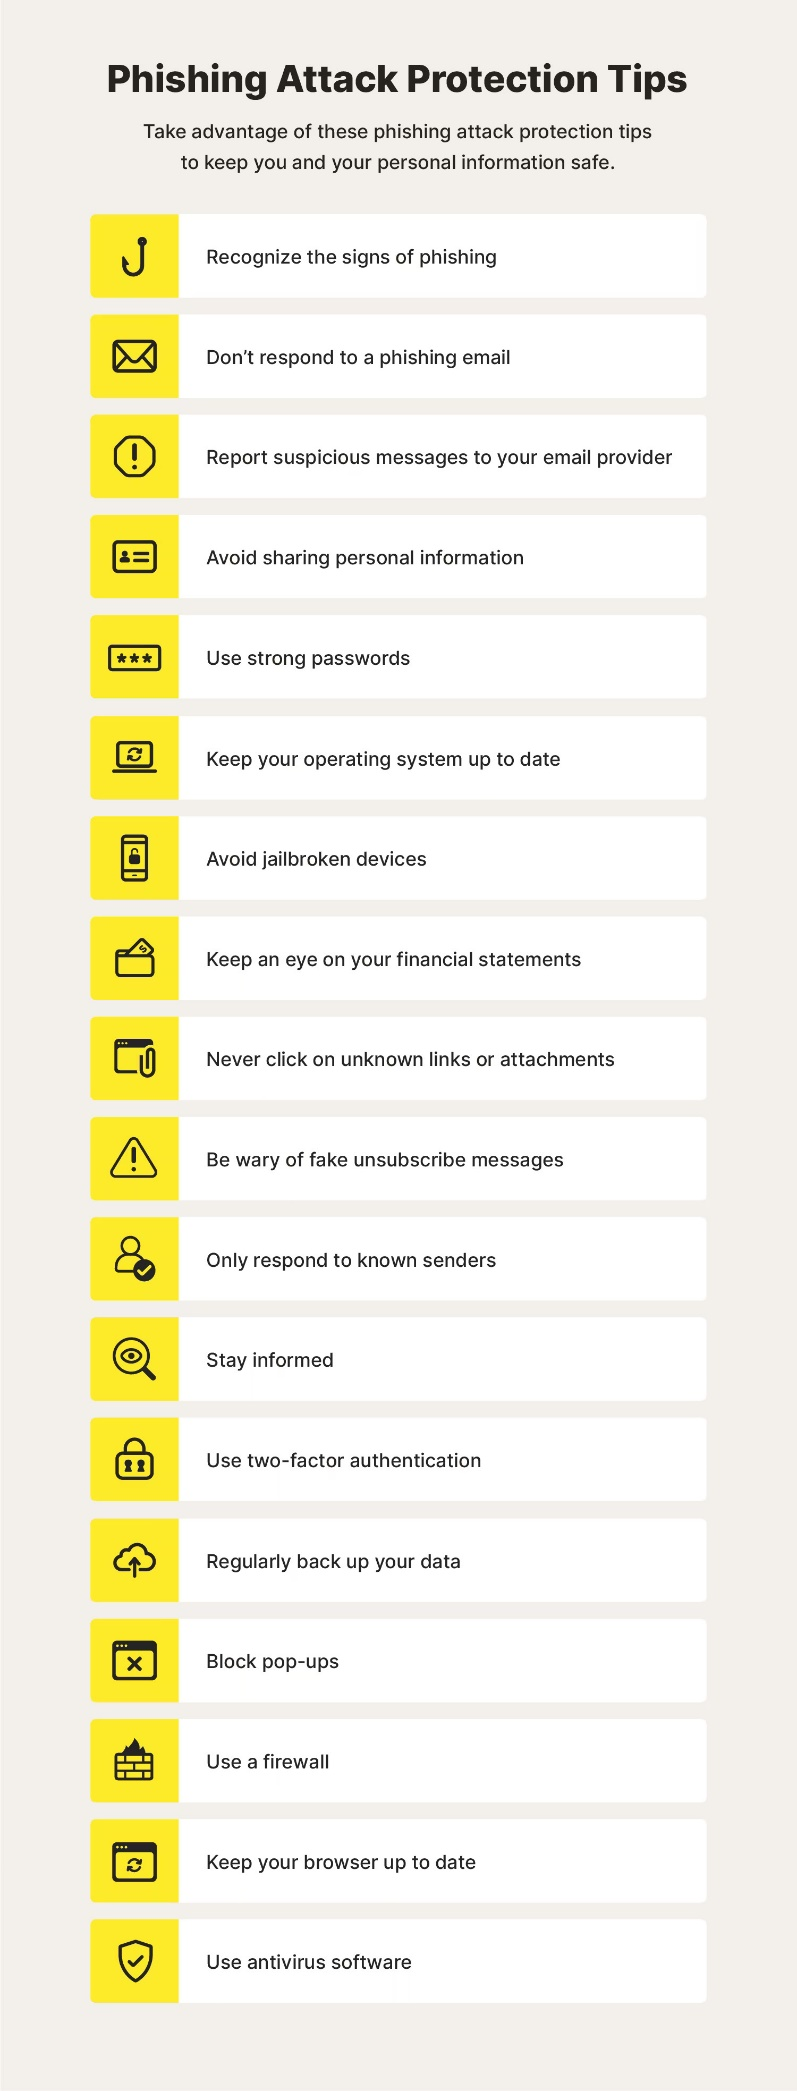 Phishing Attack Protection Tips
Take advantage of these phishing attack protection tips
to keep you and your personal information safe.
Recognize the signs of phishing
Don’t respond to a phishing email
Report suspicious messages to your email provider
Avoid sharing personal information
***
Use strong passwords
Keep your operating system up to date
Avoid jailbroken devices
$
Keep an eye on your financial statements
Never click on unknown links or attachments
!
Be wary of fake unsubscribe messages
Only respond to known senders
Stay informed
Use two-factor authentication
Regularly back up your data
Block pop-ups
Use a firewall
Keep your browser up to date
Use antivirus software